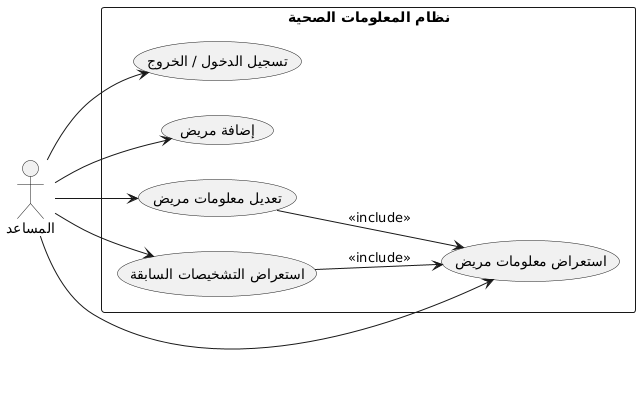 نظام المعلومات الصحية
تسجيل الدخول / الخروج
إضافة مريض
تعديل معلومات مريض
«include»
المساعد
استعراض التشخيصات السابقة
«include»
استعراض معلومات مريض